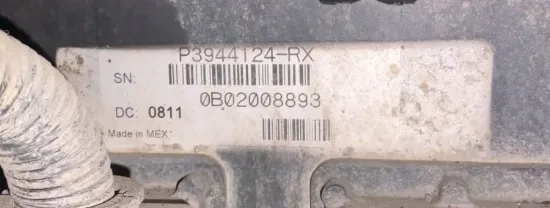 P3944124-RX
SN:
0B02008893
DC: 0811
Made in MEX.